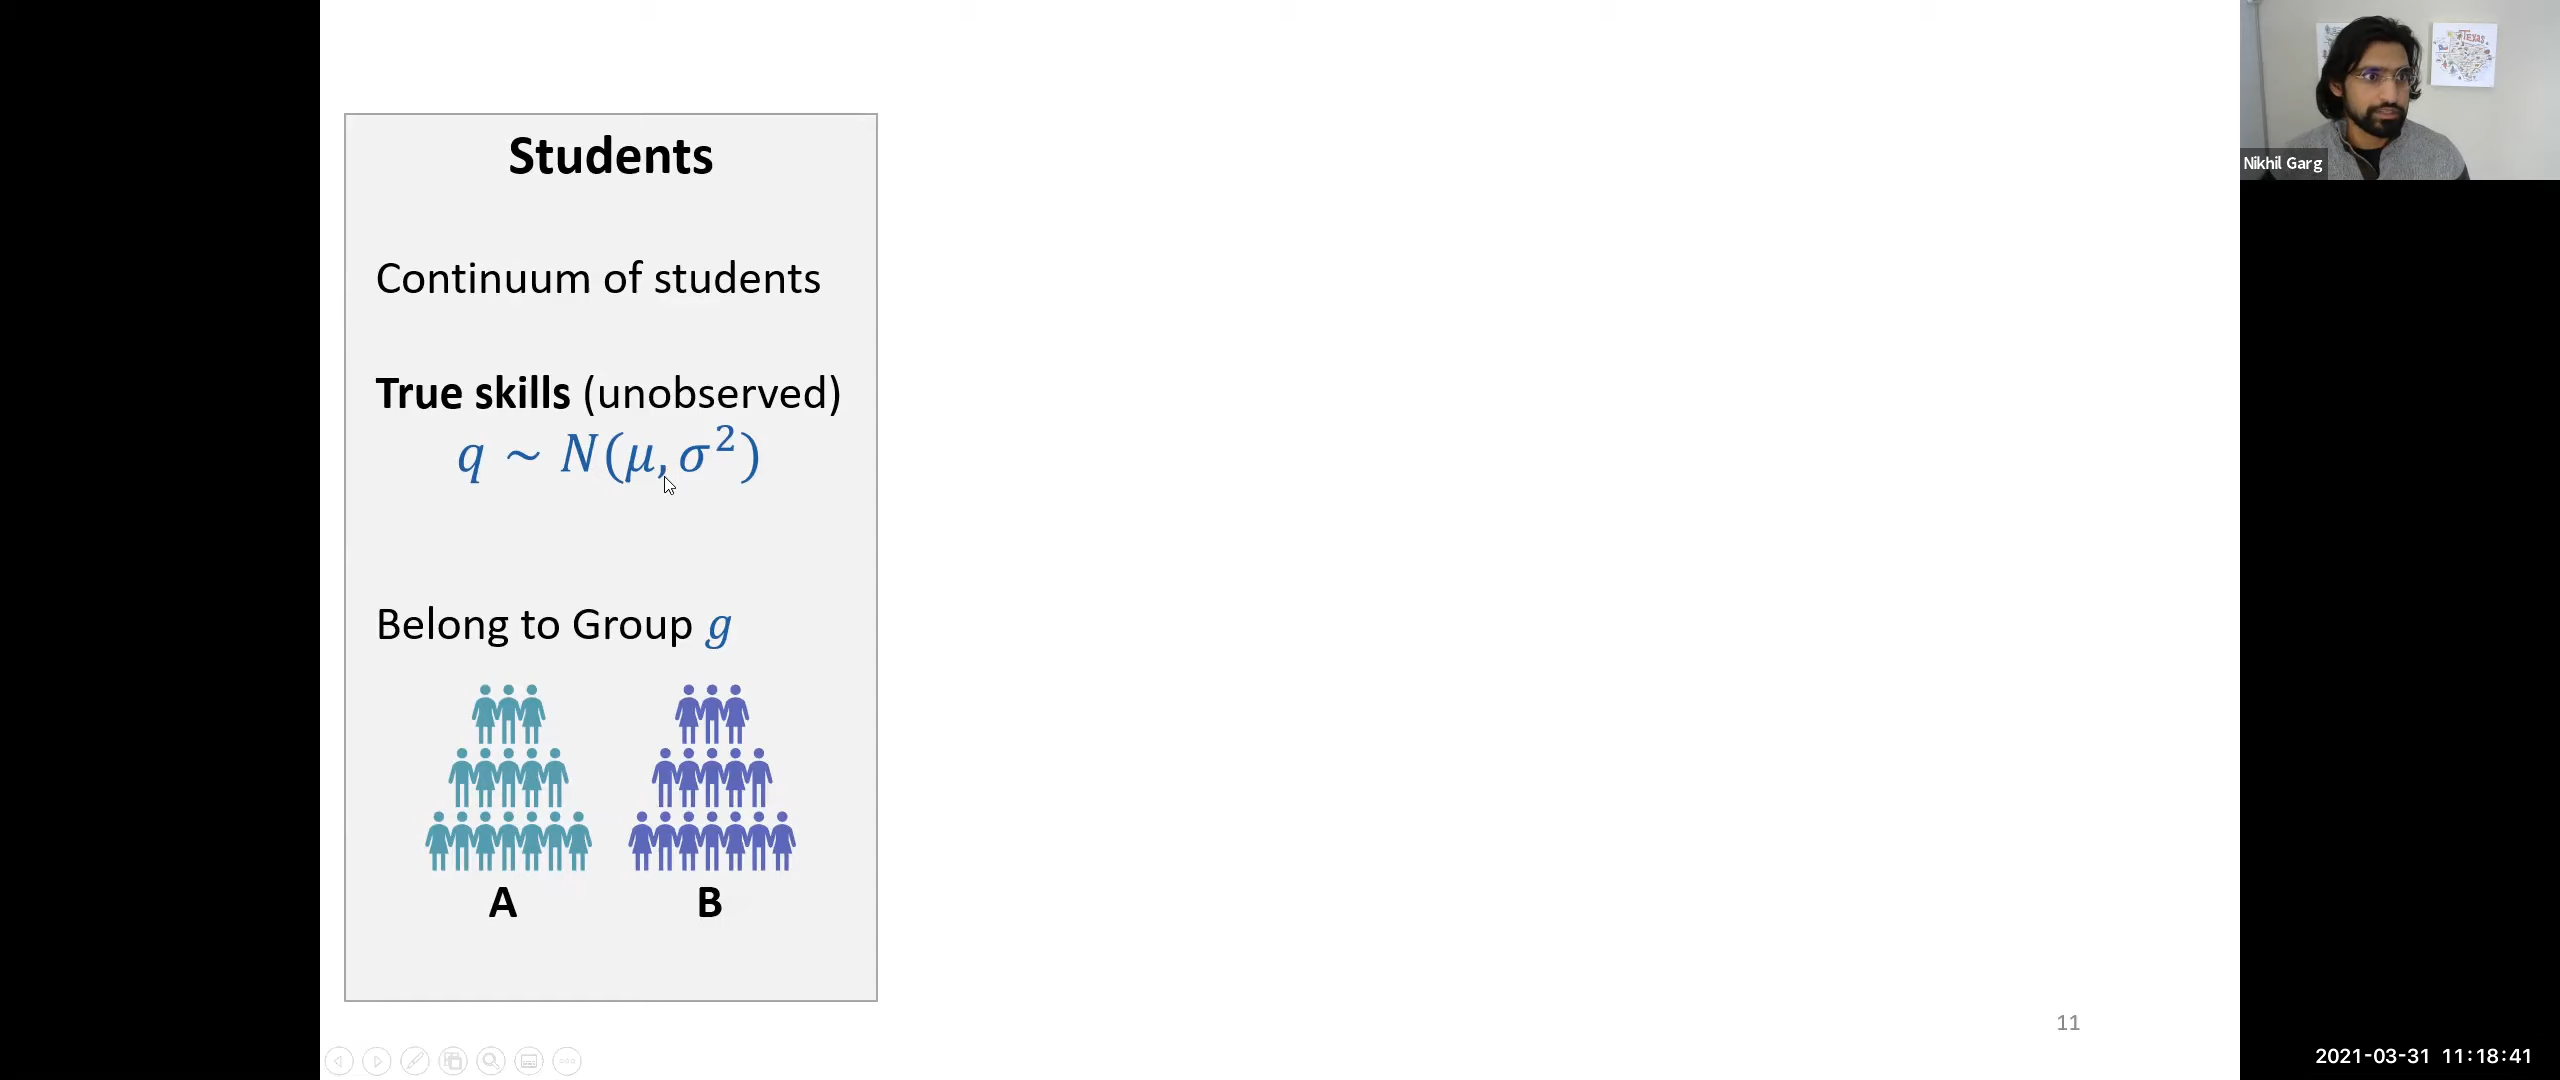 Students
Continuum of students
True skills (unobserved)
q ~ N(μ, σ²)
Belong to Group g
A B
11
TEXAS
Nikhil Garg
2021-03-31 11:18:41